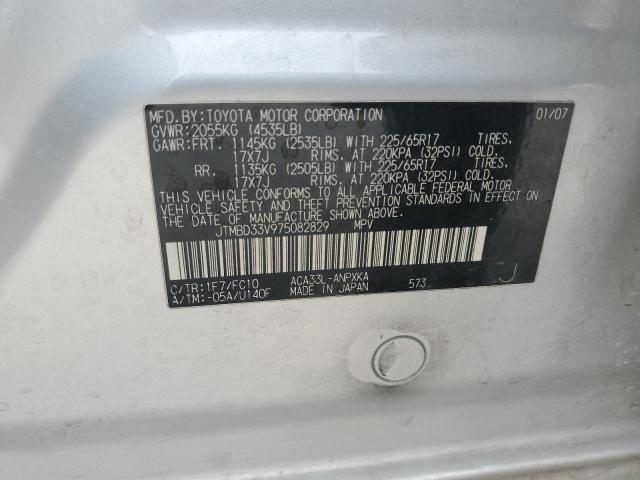 MFD.BY:TOYOTA MOTOR CORPORATION 01/07
GVWR:2055KG (4535LB)
GAWR:FRT. 1145KG (2535LB) WITH 225/65R17 TIRES,
17X7J RIMS, AT 220KPA (32PSI) COLD.
RR. 1135KG (2505LB) WITH 225/65R17 TIRES,
17X7J RIMS, AT 220KPA (32PSI) COLD.
THIS VEHICLE CONFORMS TO ALL APPLICABLE FEDERAL MOTOR
VEHICLE SAFETY AND THEFT PREVENTION STANDARDS IN EFFECT ON
THE DATE OF MANUFACTURE SHOWN ABOVE.
JTMBD33V975082829 MPV
C/TR:1F7/FC10 ACA33L-ANPXKA
A/TM:-05A/U140F MADE IN JAPAN 573 J